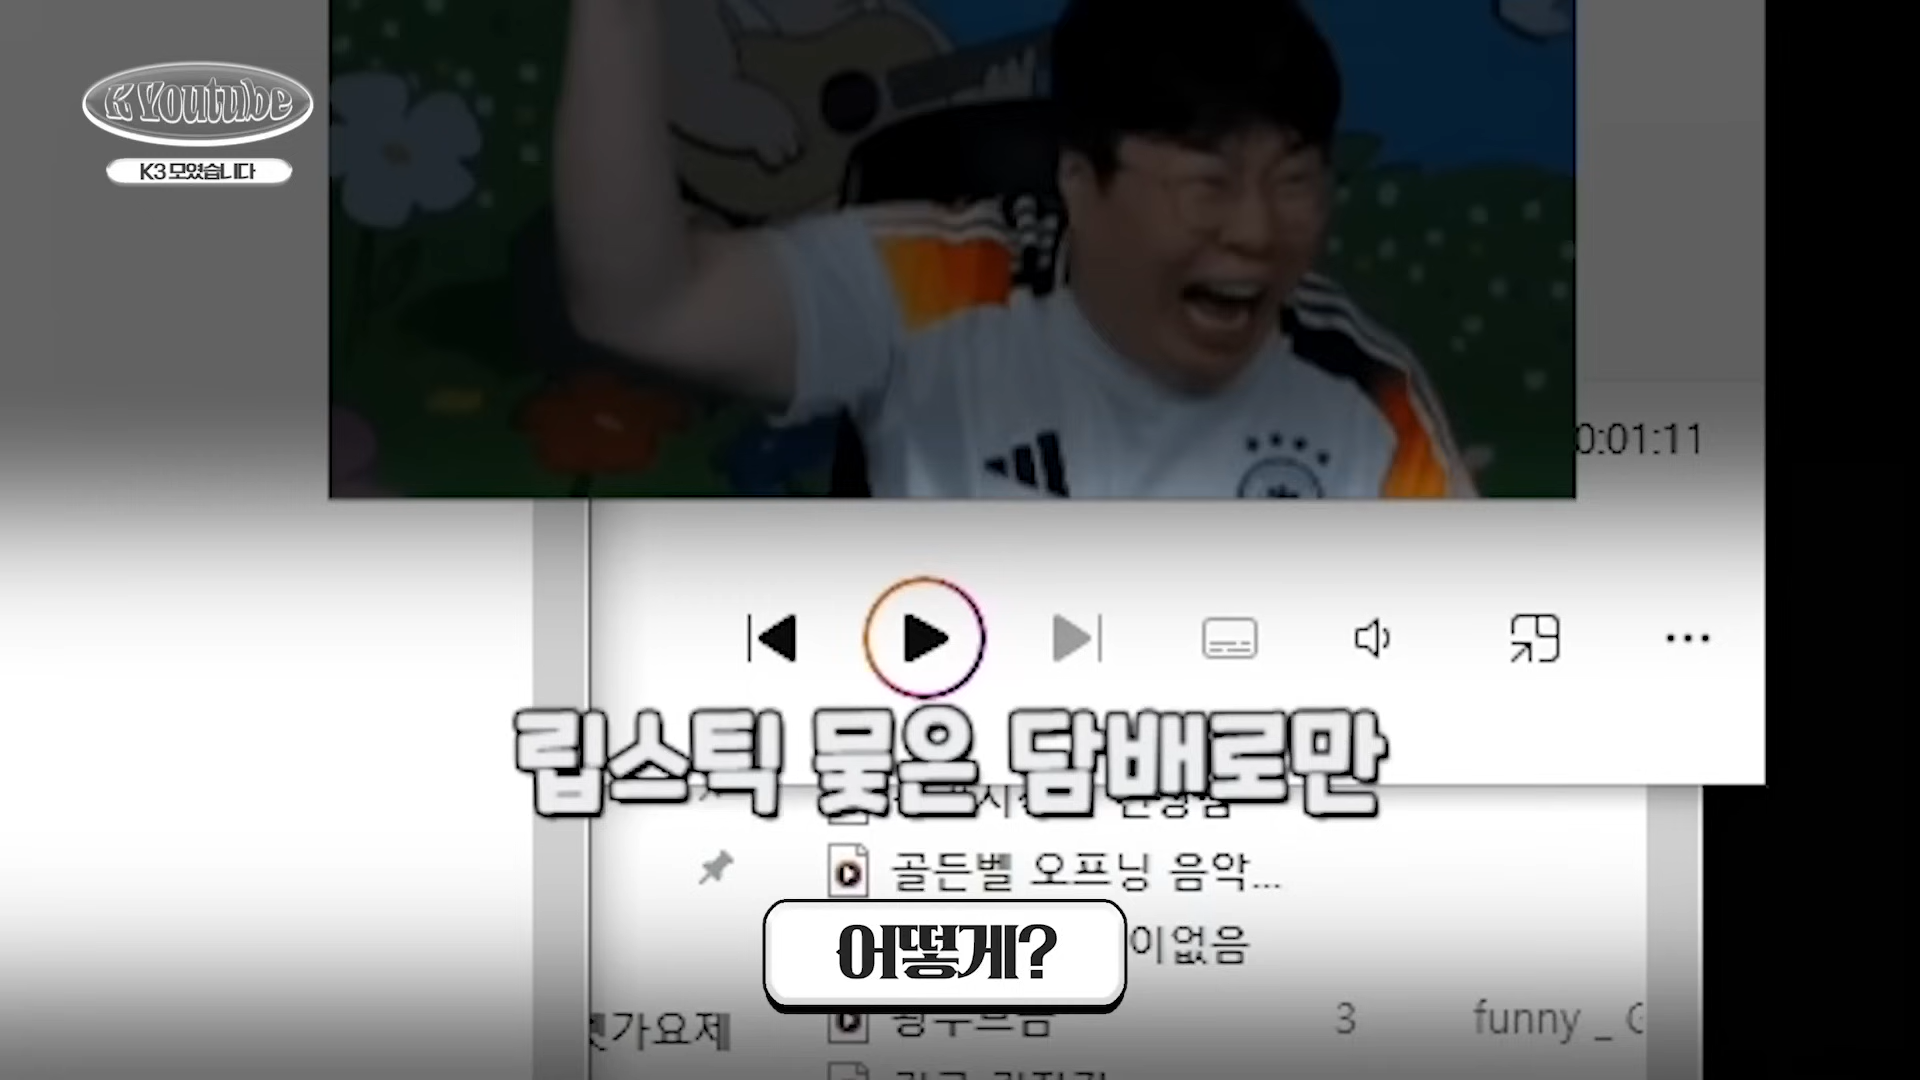 K Youtube
K3 모였습니다
0:01:11
립스틱 묻은 담배로만
골든벨 오프닝 음악...
이없음
어떻게?
가요제
3
funny _